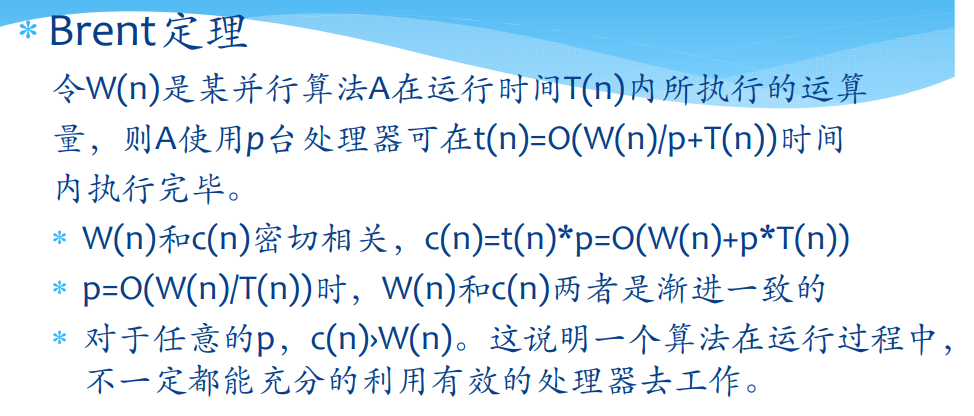 * Brent定理
令W(n)是某并行算法A在运行时间T(n)内所执行的运算
量，则A使用p台处理器可在t(n)=O(W(n)/p+T(n))时间
内执行完毕。
* W(n)和c(n)密切相关，c(n)=t(n)*p=O(W(n)+p*T(n))
* p=O(W(n)/T(n))时，W(n)和c(n)两者是渐进一致的
* 对于任意的p，c(n)›W(n)。这说明一个算法在运行过程中，
不一定都能充分的利用有效的处理器去工作。